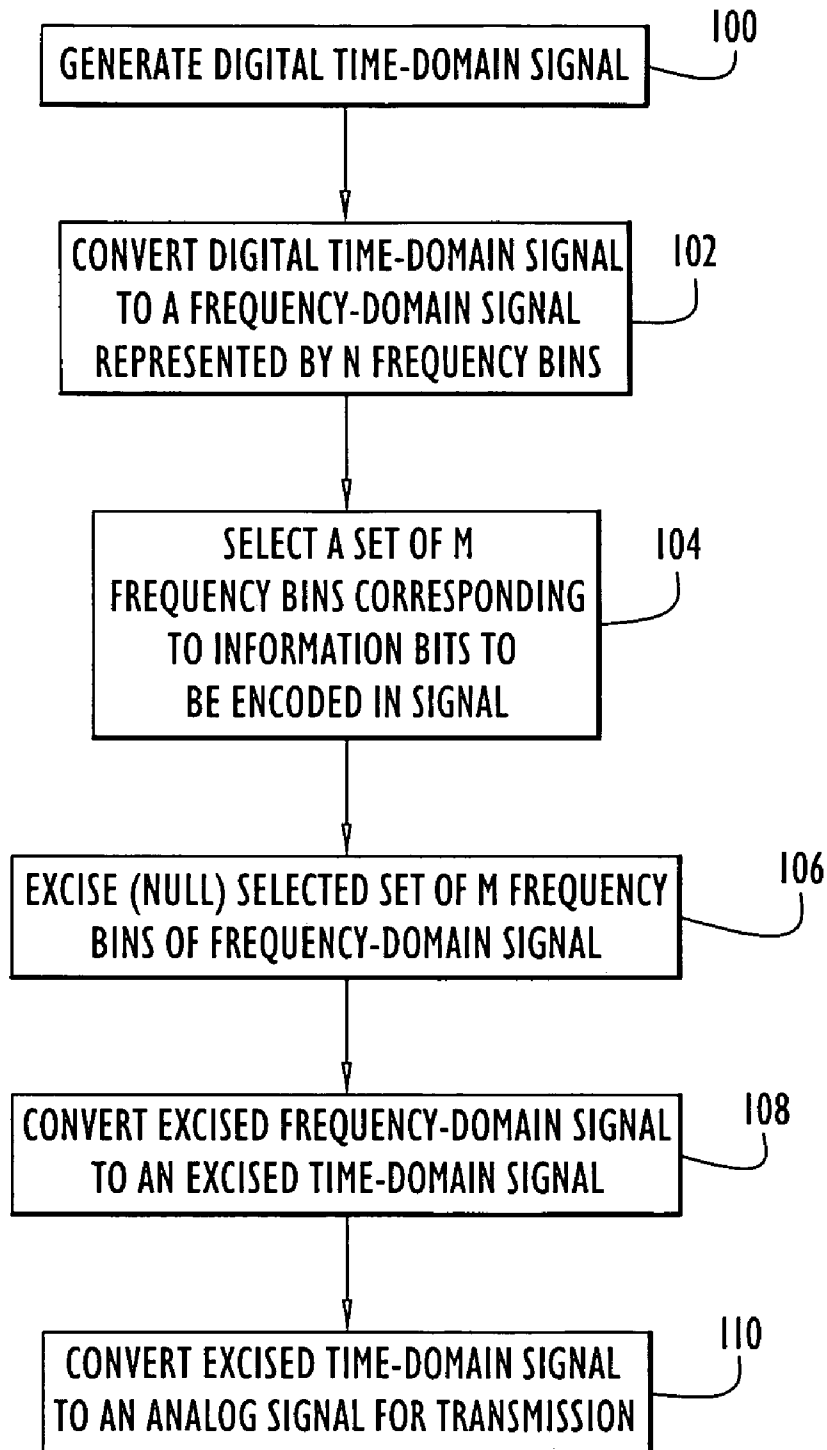 100
GENERATE DIGITAL TIME-DOMAIN SIGNAL
102
CONVERT DIGITAL TIME-DOMAIN SIGNAL
TO A FREQUENCY-DOMAIN SIGNAL
REPRESENTED BY N FREQUENCY BINS
104
SELECT A SET OF M
FREQUENCY BINS CORRESPONDING
TO INFORMATION BITS TO
BE ENCODED IN SIGNAL
106
EXCISE (NULL) SELECTED SET OF M FREQUENCY
BINS OF FREQUENCY-DOMAIN SIGNAL
108
CONVERT EXCISED FREQUENCY-DOMAIN SIGNAL
TO AN EXCISED TIME-DOMAIN SIGNAL
110
CONVERT EXCISED TIME-DOMAIN SIGNAL
TO AN ANALOG SIGNAL FOR TRANSMISSION